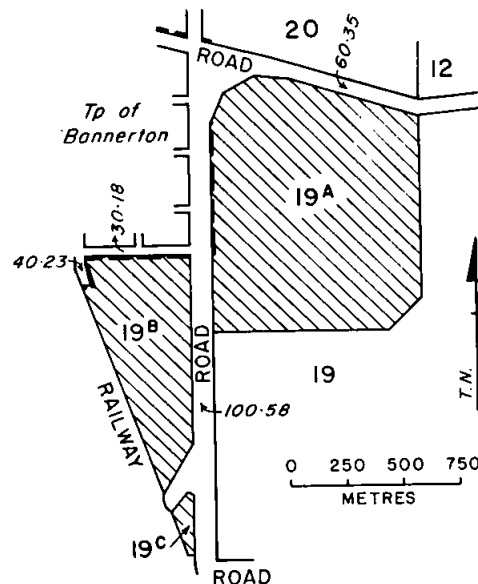 20
ROAD
60·35
12
Tp of
Bannerton
30·18
19A
40·23
19B
ROAD
19
T.N.
RAILWAY
100·58
0 250 500 750
METRES
19C
ROAD